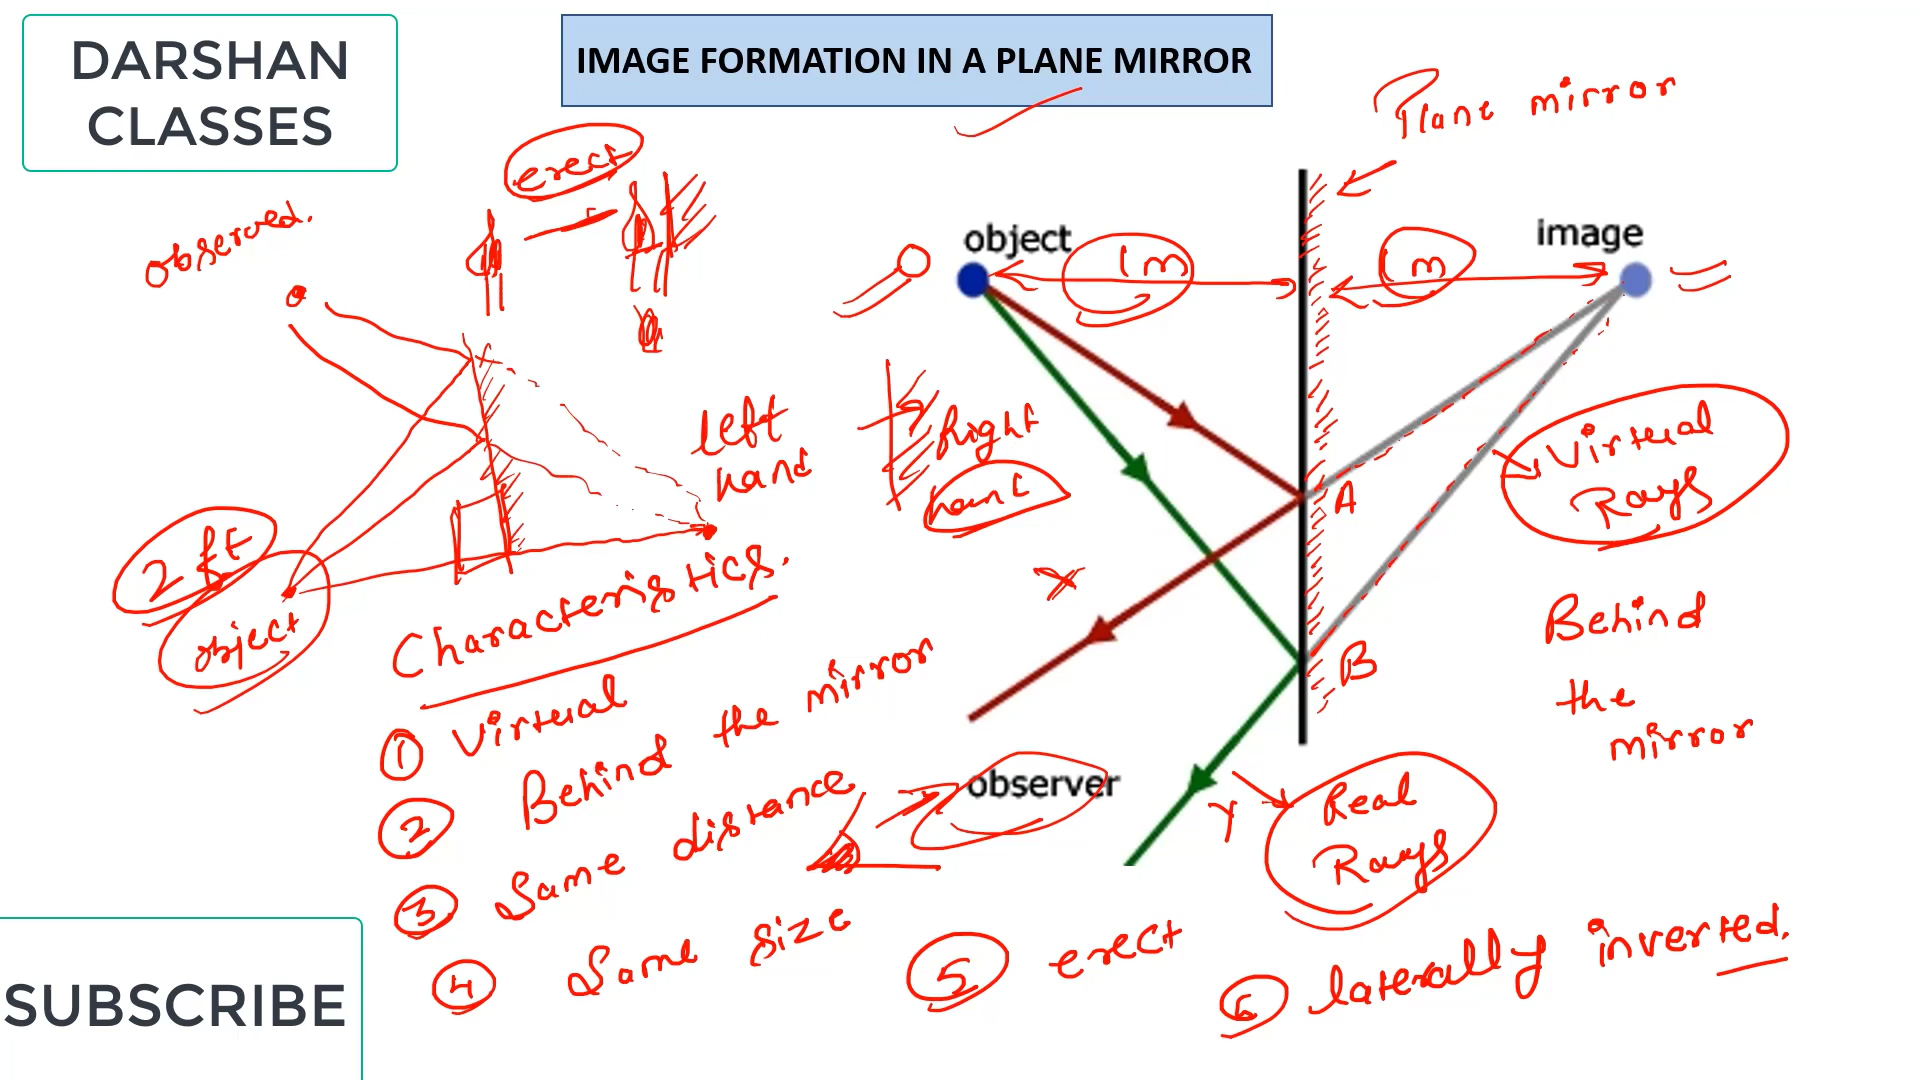 DARSHAN
CLASSES
IMAGE FORMATION IN A PLANE MIRROR
Plane mirror
erect
observed.
object
1 m
1 m
image
left
hand
Right
hand
Virtual
Rays
A
2 ft
object
x
Characteristics.
Behind
the
mirror
B
① Virtual
② Behind the mirror
③ Same distance
observer
Y
Real
Rays
④ Same size
⑤ erect
⑥ laterally inverted.
SUBSCRIBE